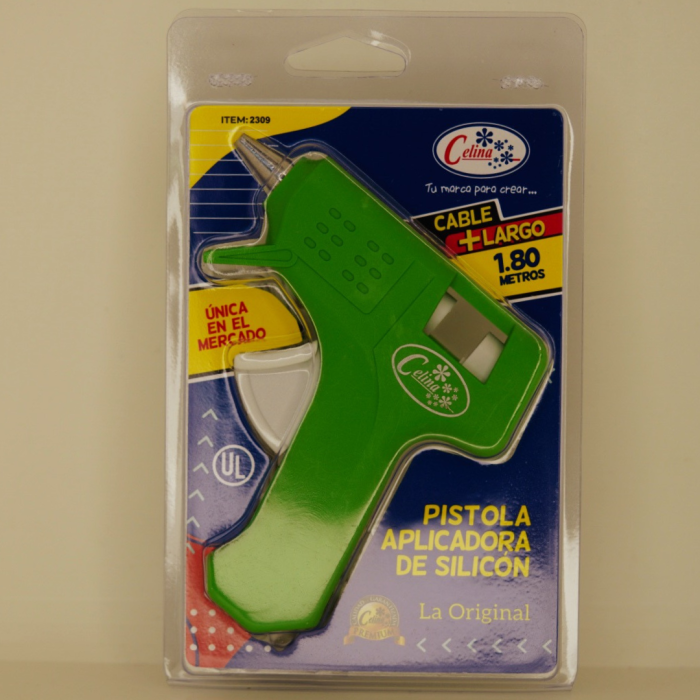 ITEM: 2309
Celina
Tu marca para crear...
CABLE
+LARGO
1.80
METROS
ÚNICA
EN EL
MERCADO
Celina
UL
PISTOLA
APLICADORA
DE SILICÓN
La Original
PREMIUM